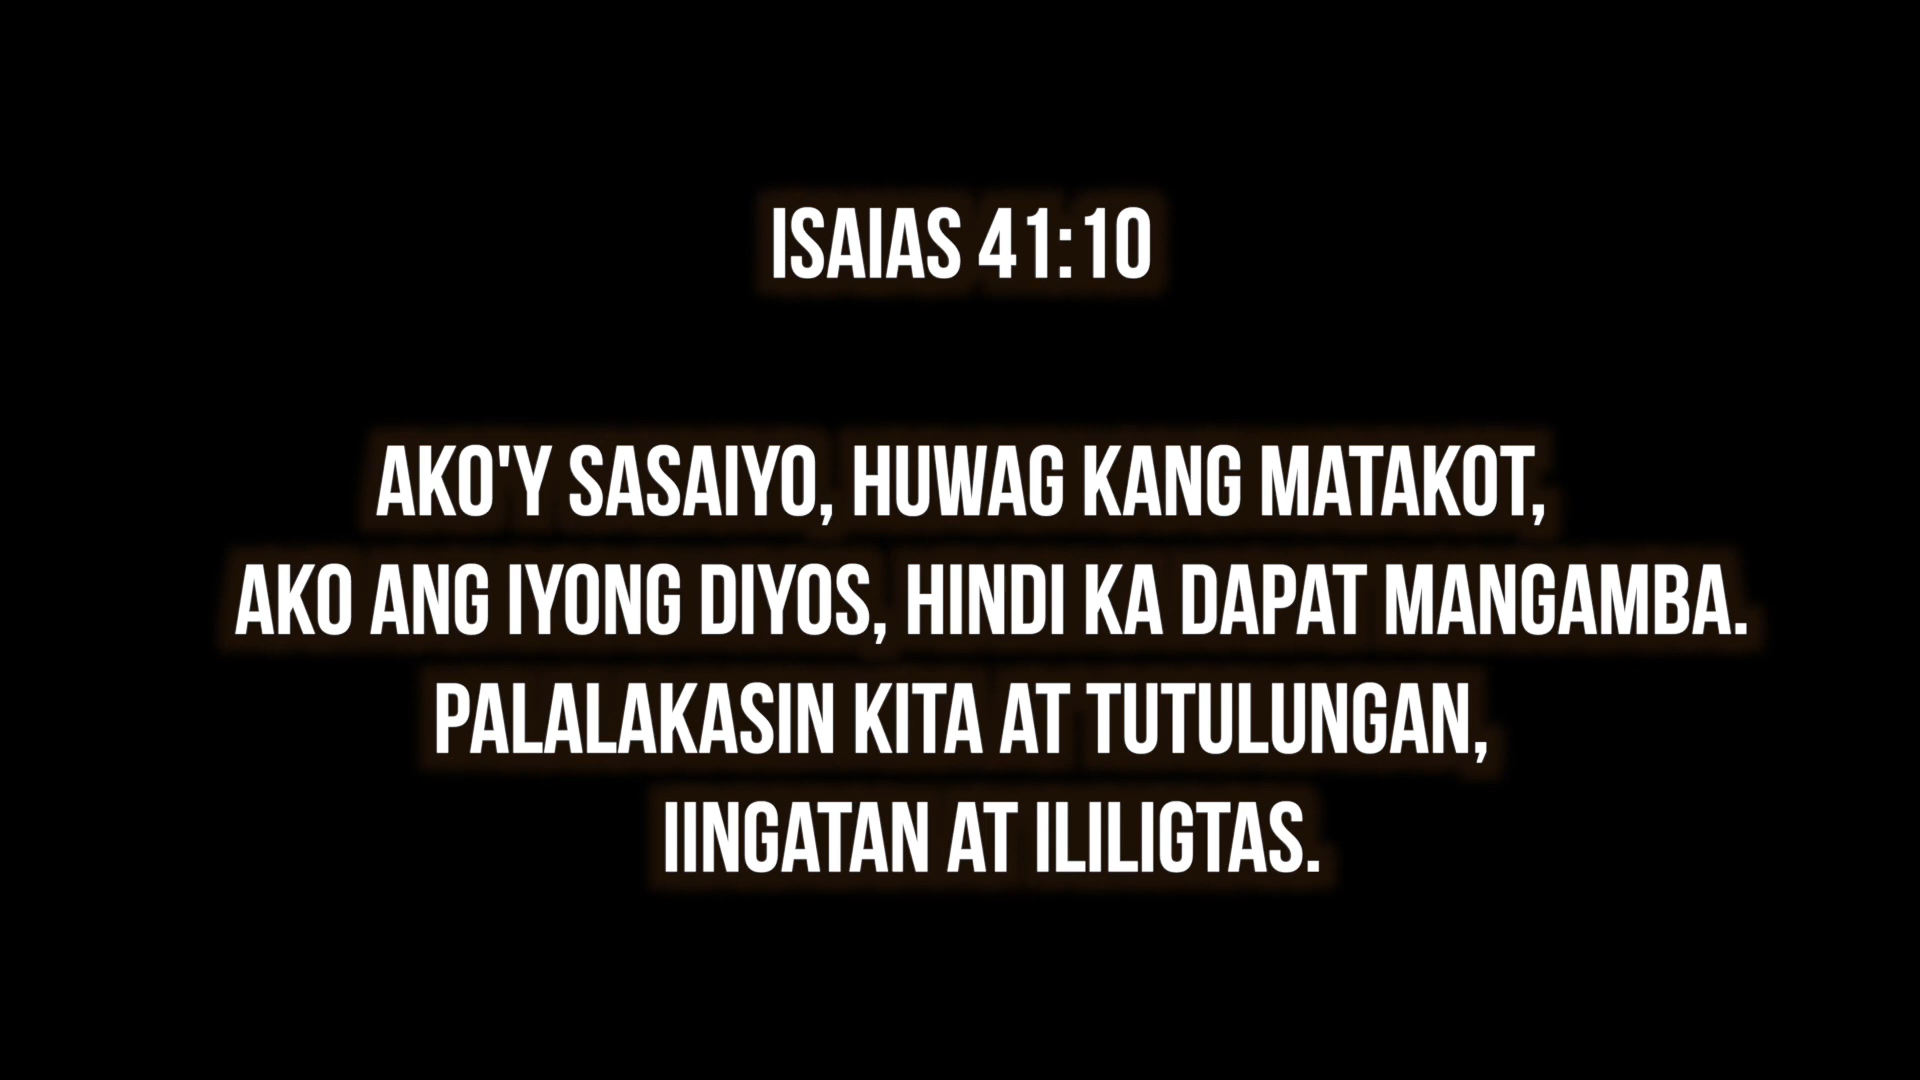 ISAIAS 41:10
AKO'Y SASAIYO, HUWAG KANG MATAKOT,
AKO ANG IYONG DIYOS, HINDI KA DAPAT MANGAMBA.
PALALAKASIN KITA AT TUTULUNGAN,
IINGATAN AT ILILIGTAS.